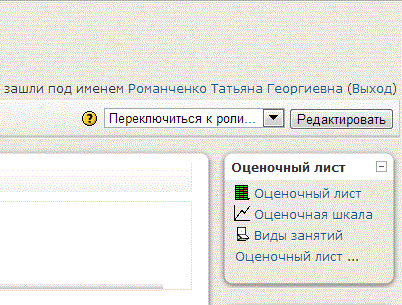 зашли под именем Романченко Татьяна Георгиевна (Выход)
Переключиться к роли...
Редактировать
Оценочный лист
Оценочный лист
Оценочная шкала
Виды занятий
Оценочный лист ...